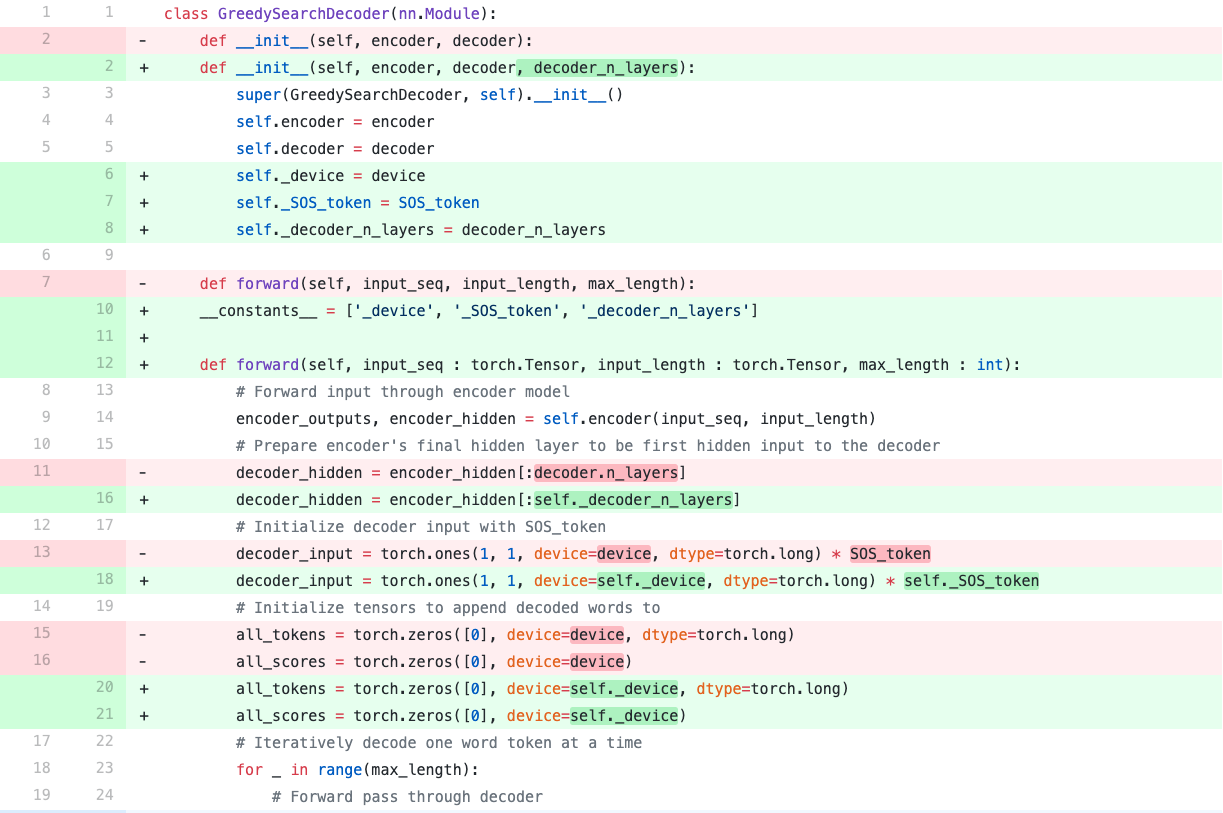 1 1 class GreedySearchDecoder(nn.Module):
2 - def __init__(self, encoder, decoder):
2 + def __init__(self, encoder, decoder, decoder_n_layers):
3 3 super(GreedySearchDecoder, self).__init__()
4 4 self.encoder = encoder
5 5 self.decoder = decoder
6 + self._device = device
7 + self._SOS_token = SOS_token
8 + self._decoder_n_layers = decoder_n_layers
6 9
7 - def forward(self, input_seq, input_length, max_length):
10 + __constants__ = ['_device', '_SOS_token', '_decoder_n_layers']
11 +
12 + def forward(self, input_seq : torch.Tensor, input_length : torch.Tensor, max_length : int):
8 13 # Forward input through encoder model
9 14 encoder_outputs, encoder_hidden = self.encoder(input_seq, input_length)
10 15 # Prepare encoder's final hidden layer to be first hidden input to the decoder
11 - decoder_hidden = encoder_hidden[:decoder.n_layers]
16 + decoder_hidden = encoder_hidden[:self._decoder_n_layers]
12 17 # Initialize decoder input with SOS_token
13 - decoder_input = torch.ones(1, 1, device=device, dtype=torch.long) * SOS_token
18 + decoder_input = torch.ones(1, 1, device=self._device, dtype=torch.long) * self._SOS_token
14 19 # Initialize tensors to append decoded words to
15 - all_tokens = torch.zeros([0], device=device, dtype=torch.long)
16 - all_scores = torch.zeros([0], device=device)
20 + all_tokens = torch.zeros([0], device=self._device, dtype=torch.long)
21 + all_scores = torch.zeros([0], device=self._device)
17 22 # Iteratively decode one word token at a time
18 23 for _ in range(max_length):
19 24 # Forward pass through decoder